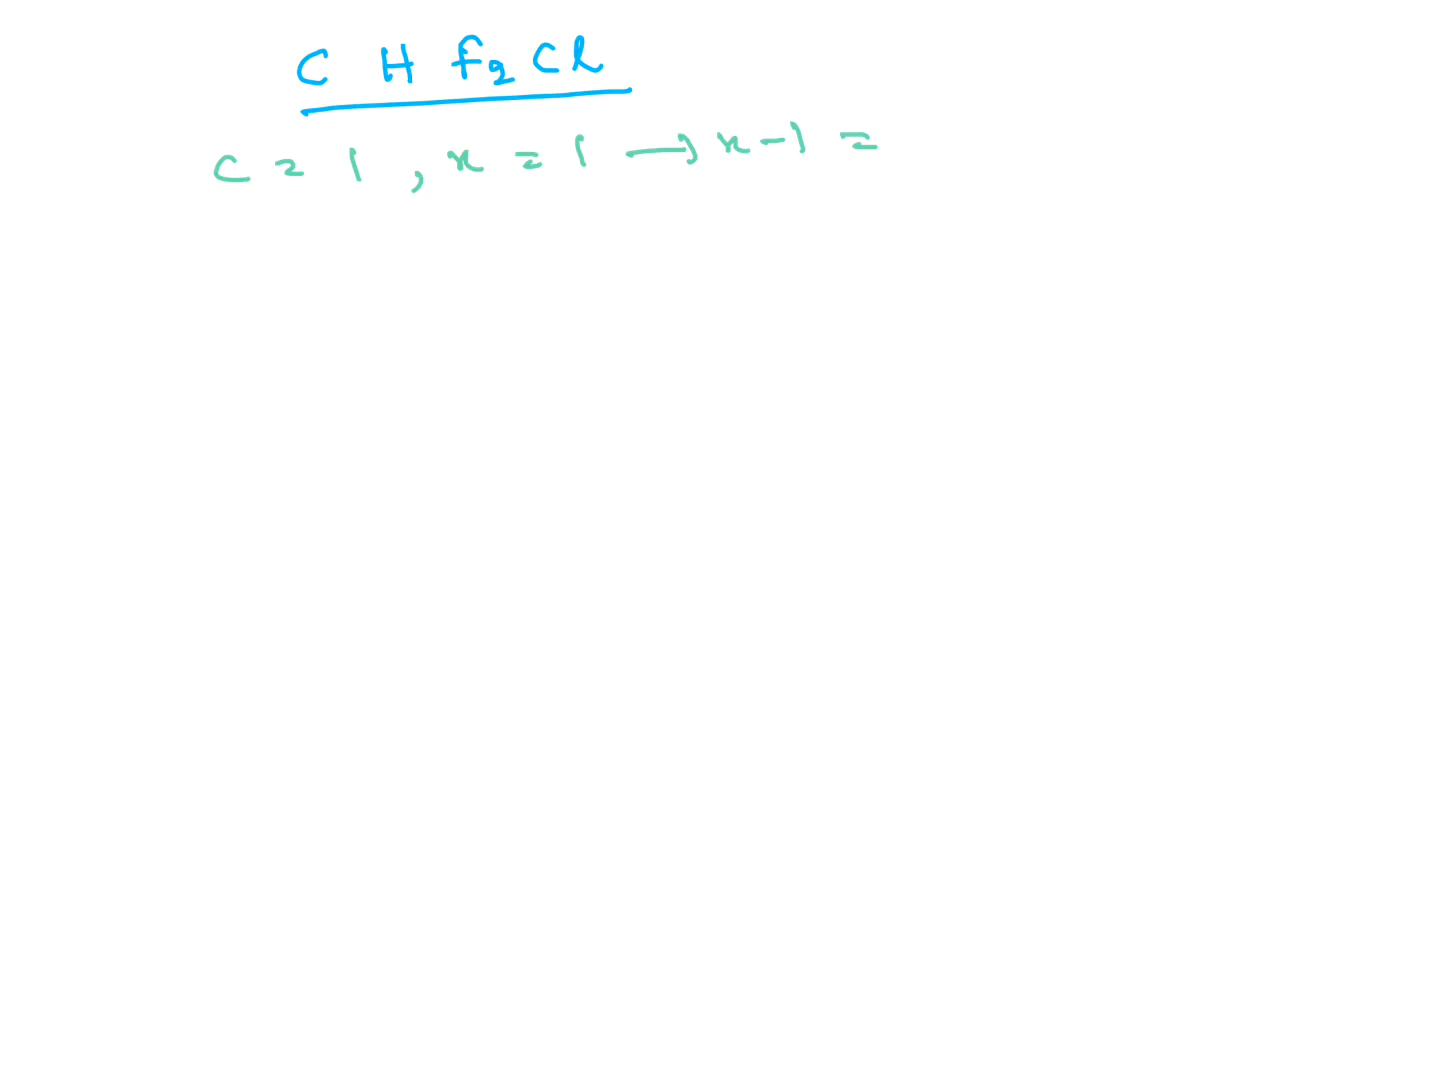 C H F₂ Cl
C = 1 , x = 1 → x - 1 =